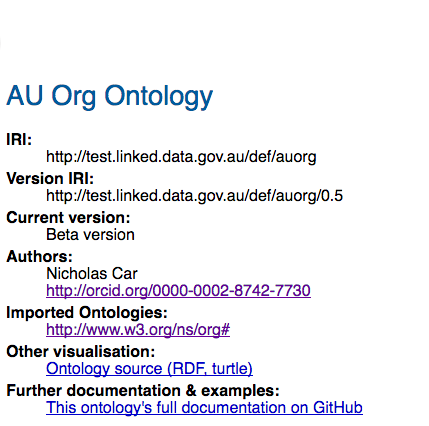 AU Org Ontology
IRI:
http://test.linked.data.gov.au/def/auorg
Version IRI:
http://test.linked.data.gov.au/def/auorg/0.5
Current version:
Beta version
Authors:
Nicholas Car
http://orcid.org/0000-0002-8742-7730
Imported Ontologies:
http://www.w3.org/ns/org#
Other visualisation:
Ontology source (RDF, turtle)
Further documentation & examples:
This ontology's full documentation on GitHub